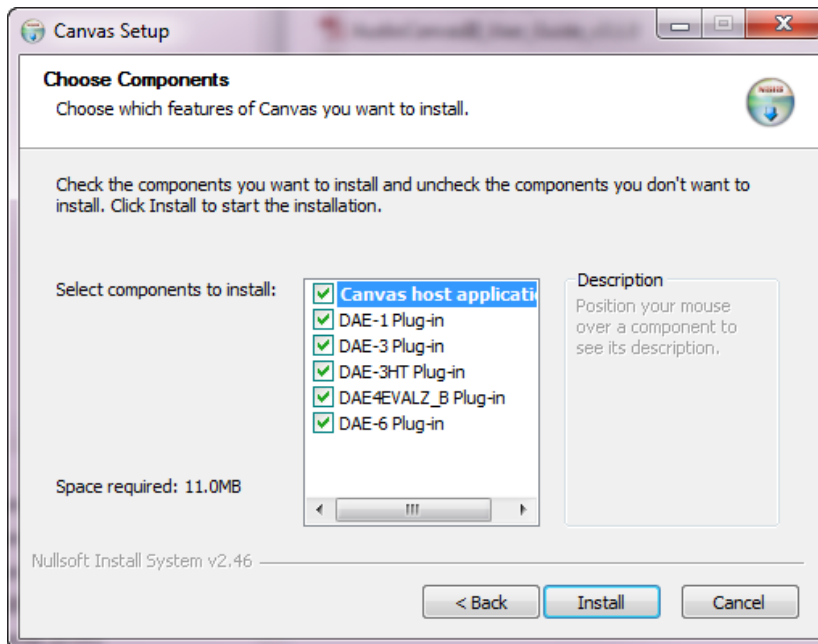 Canvas Setup
Choose Components
Choose which features of Canvas you want to install.
Check the components you want to install and uncheck the components you don't want to
install. Click Install to start the installation.
Select components to install:
Canvas host applicati
DAE-1 Plug-in
DAE-3 Plug-in
DAE-3HT Plug-in
DAE4EVALZ_B Plug-in
DAE-6 Plug-in
Description
Position your mouse
over a component to
see its description.
Space required: 11.0MB
Nullsoft Install System v2.46
< Back
Install
Cancel